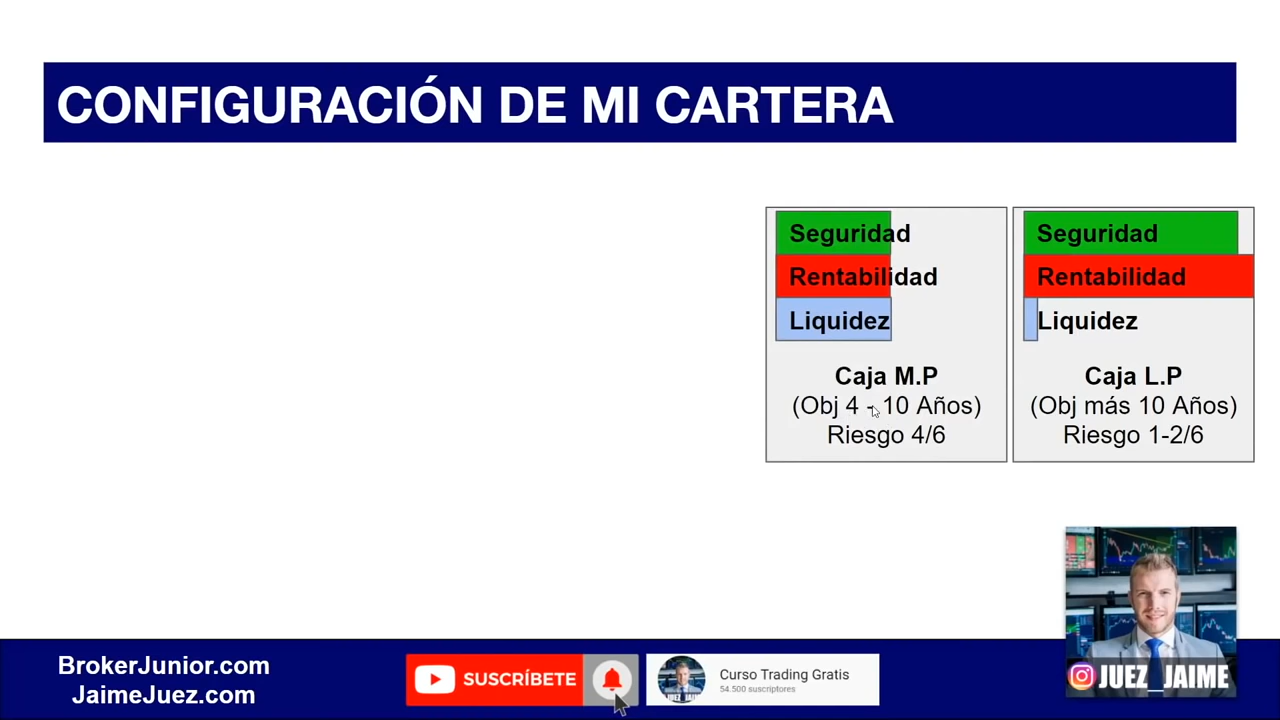 CONFIGURACIÓN DE MI CARTERA
Seguridad
Rentabilidad
Liquidez
Caja M.P
(Obj 4 - 10 Años)
Riesgo 4/6
Seguridad
Rentabilidad
Liquidez
Caja L.P
(Obj más 10 Años)
Riesgo 1-2/6
JUEZ_JAIME
BrokerJunior.com
JaimeJuez.com
SUSCRÍBETE
JUEZ_JAIME
Curso Trading Gratis
54.500 suscriptores